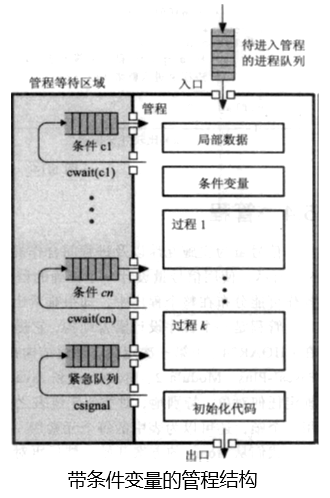 待进入管程
的进程队列
管程等待区域
入口
管程
条件 c1
cwait(c1)
局部数据
条件变量
过程 1
条件 cn
cwait(cn)
过程 k
紧急队列
csignal
初始化代码
出口
带条件变量的管程结构